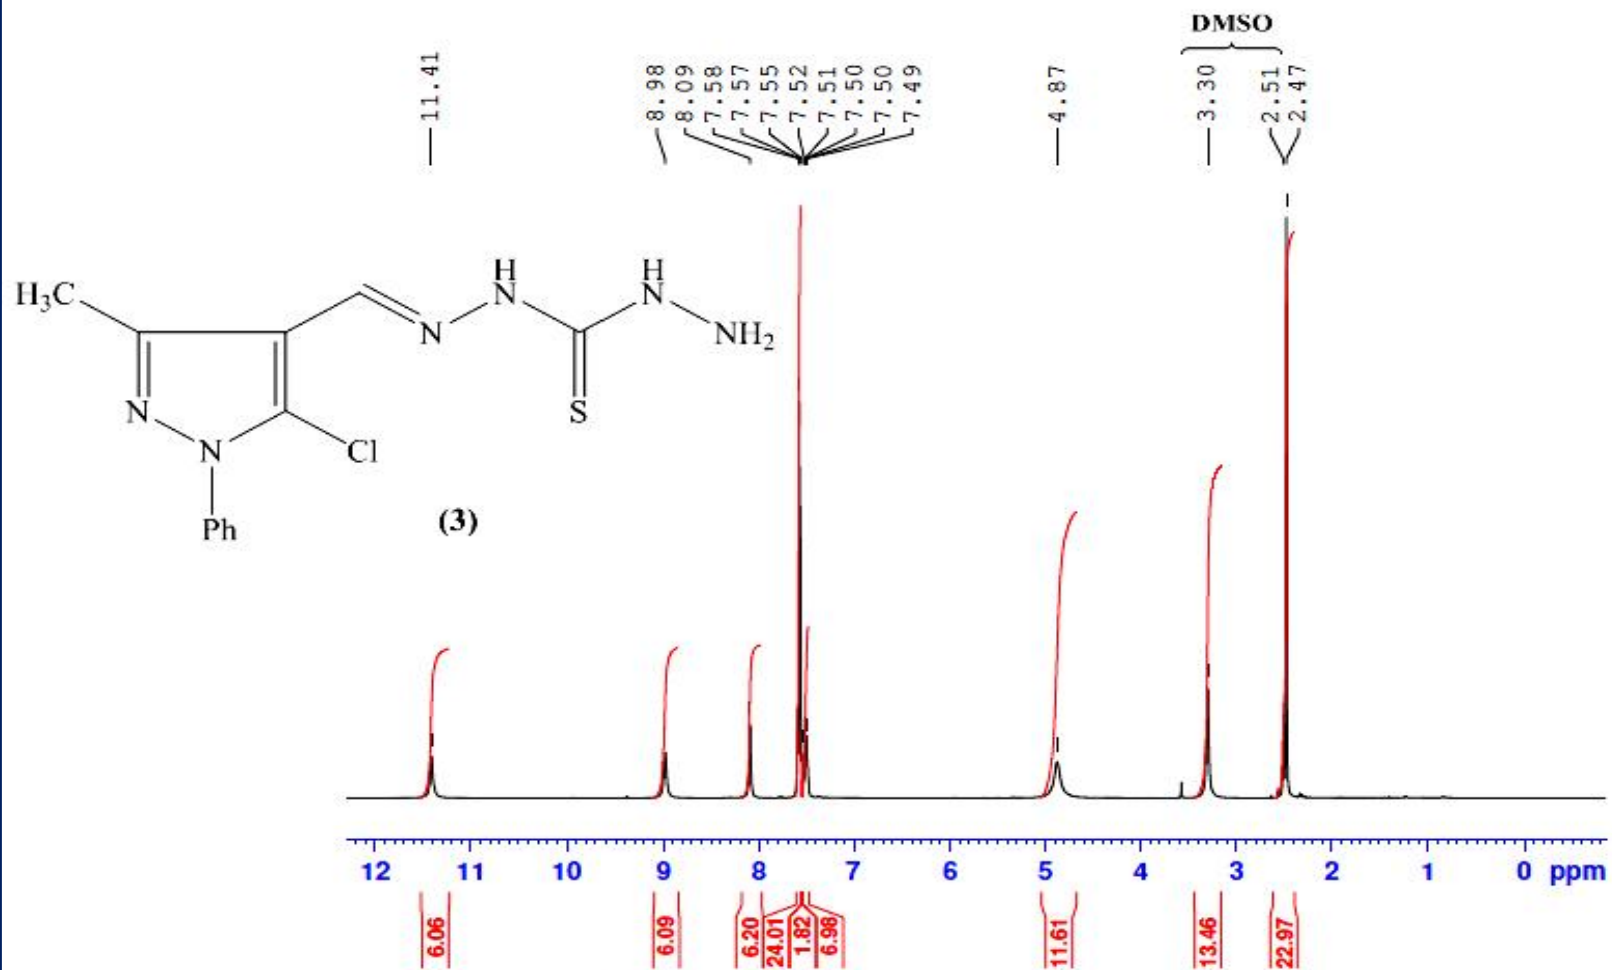 DMSO
11.41
8.98
8.09
7.58
7.57
7.55
7.52
7.51
7.50
7.50
7.49
4.87
3.30
2.51
2.47
H
H
H₃C
N
N
N
NH₂
N
S
N
Cl
Ph
(3)
12 11 10 9 8 7 6 5 4 3 2 1 0 ppm
6.06
6.09
6.20
24.01
1.82
6.98
11.61
13.46
22.97